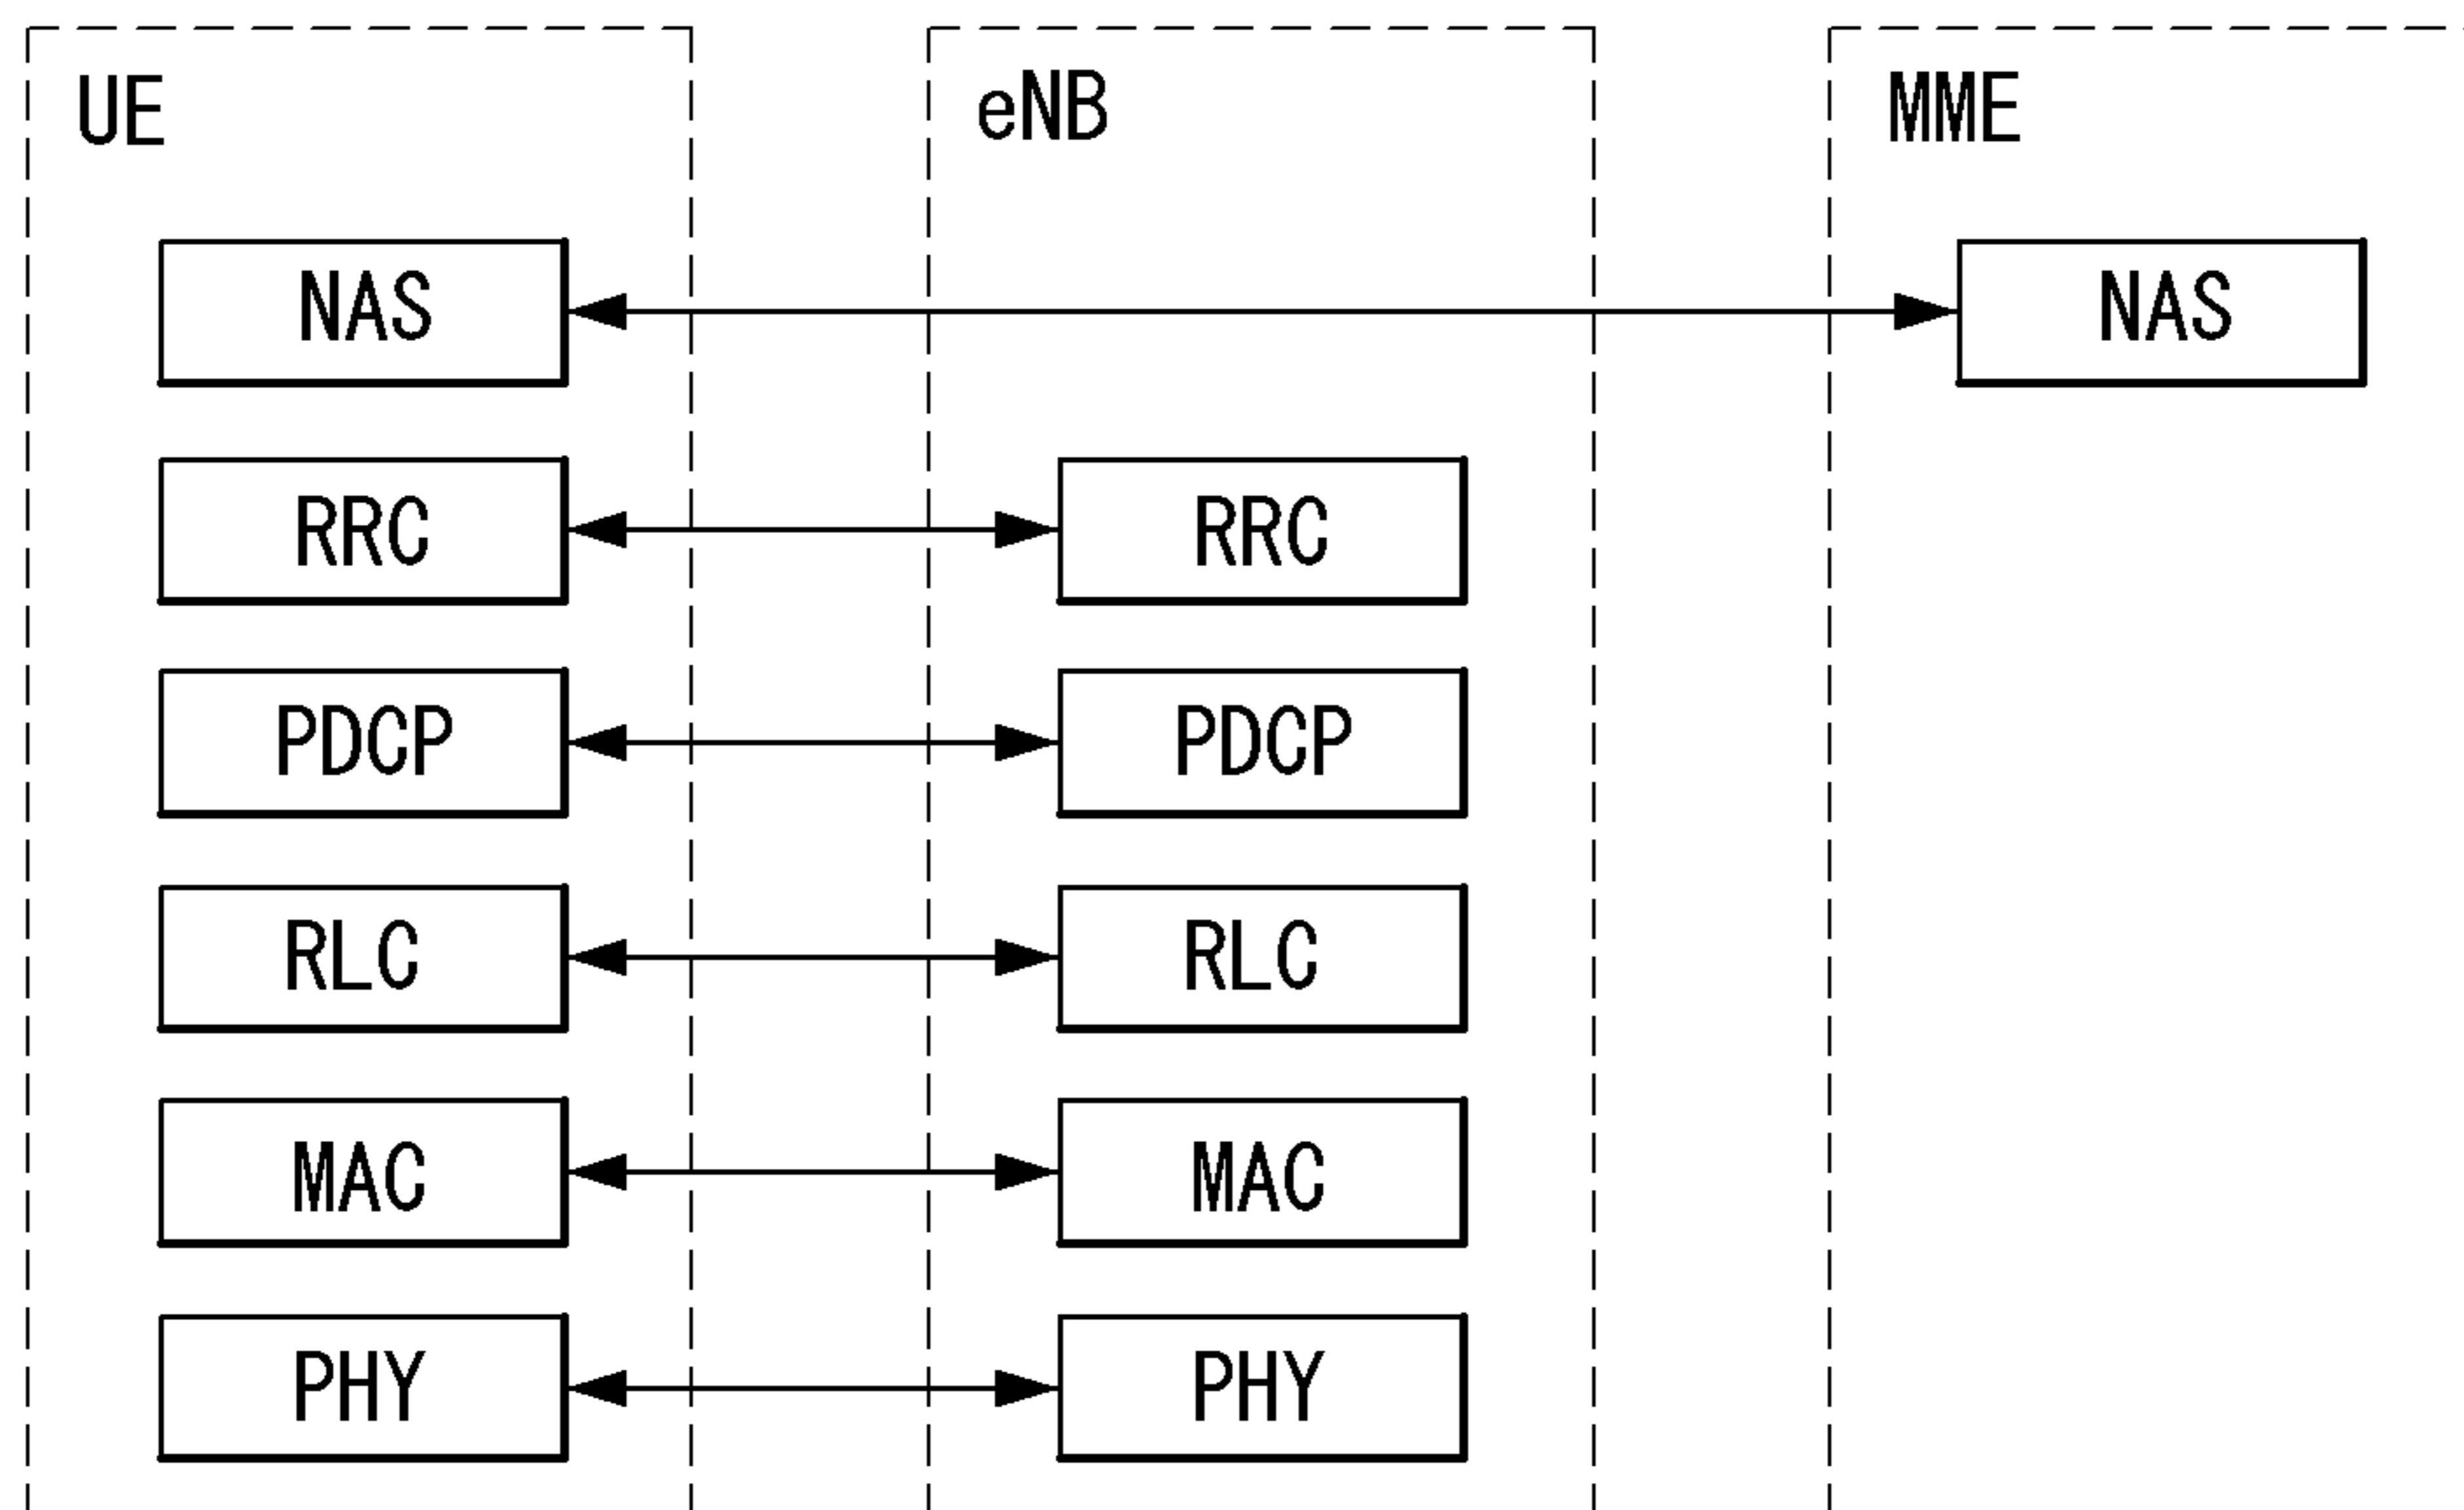 UE eNB MME
NAS NAS
RRC RRC
PDCP PDCP
RLC RLC
MAC MAC
PHY PHY